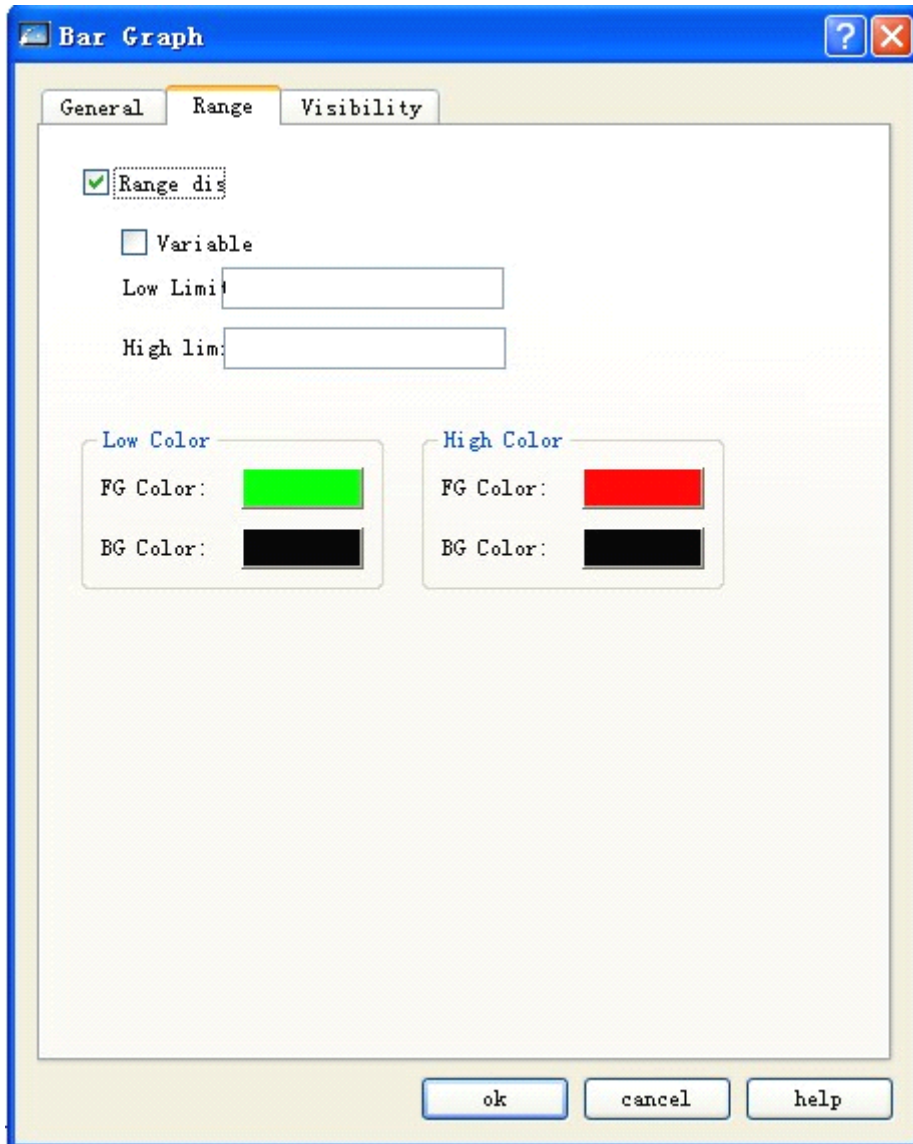 Bar Graph
General Range Visibility
Range dis
Variable
Low Limit
High lim:
Low Color High Color
FG Color: FG Color:
BG Color: BG Color:
ok cancel help